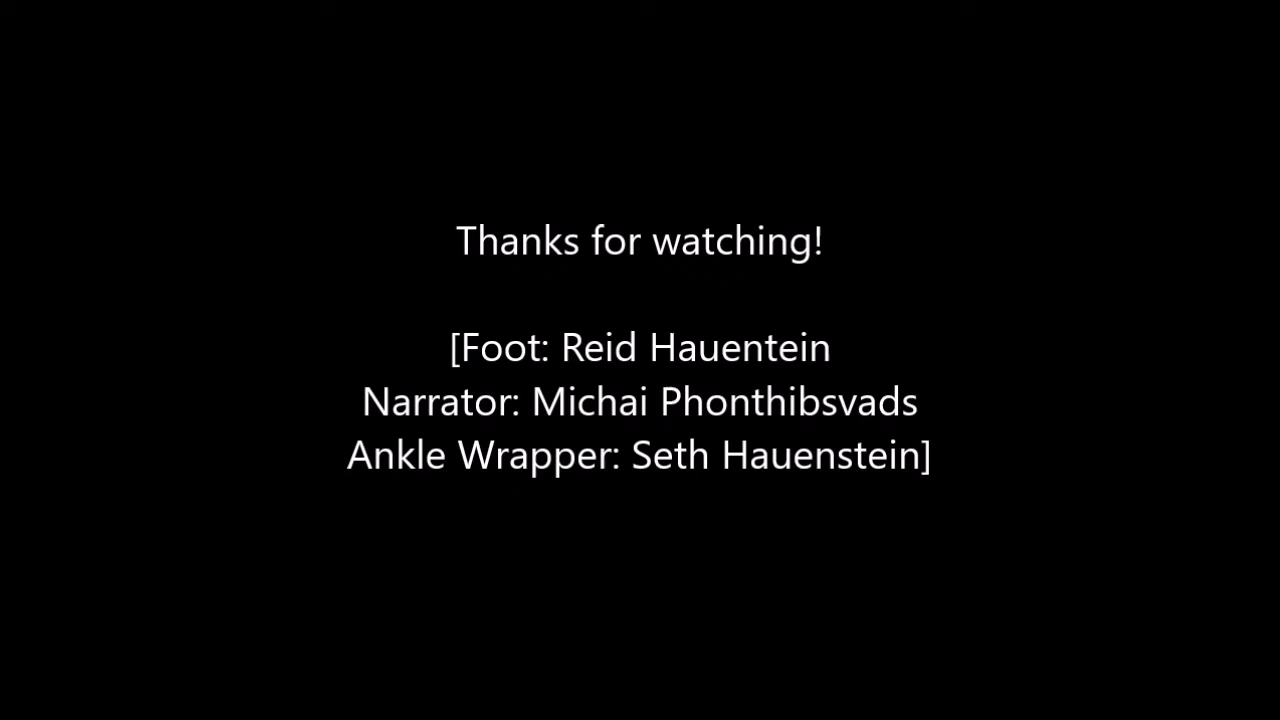 Thanks for watching!
[Foot: Reid Hauentein
Narrator: Michai Phonthibsvads
Ankle Wrapper: Seth Hauenstein]